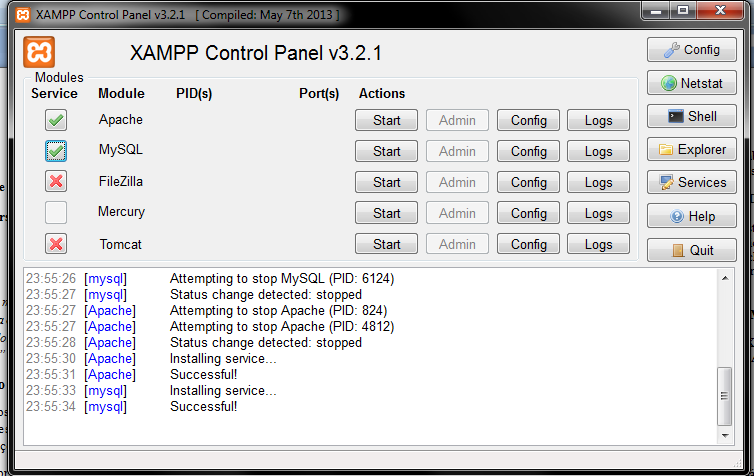 XAMPP Control Panel v3.2.1 [ Compiled: May 7th 2013 ]
XAMPP Control Panel v3.2.1
Config
Modules
Service Module PID(s) Port(s) Actions
Netstat
Apache Start Admin Config Logs
Shell
MySQL Start Admin Config Logs
Explorer
FileZilla Start Admin Config Logs
Services
Mercury Start Admin Config Logs
Help
Tomcat Start Admin Config Logs
Quit
23:55:26 [mysql] Attempting to stop MySQL (PID: 6124)
23:55:27 [mysql] Status change detected: stopped
23:55:27 [Apache] Attempting to stop Apache (PID: 824)
23:55:27 [Apache] Attempting to stop Apache (PID: 4812)
23:55:28 [Apache] Status change detected: stopped
23:55:30 [Apache] Installing service...
23:55:31 [Apache] Successful!
23:55:33 [mysql] Installing service...
23:55:34 [mysql] Successful!